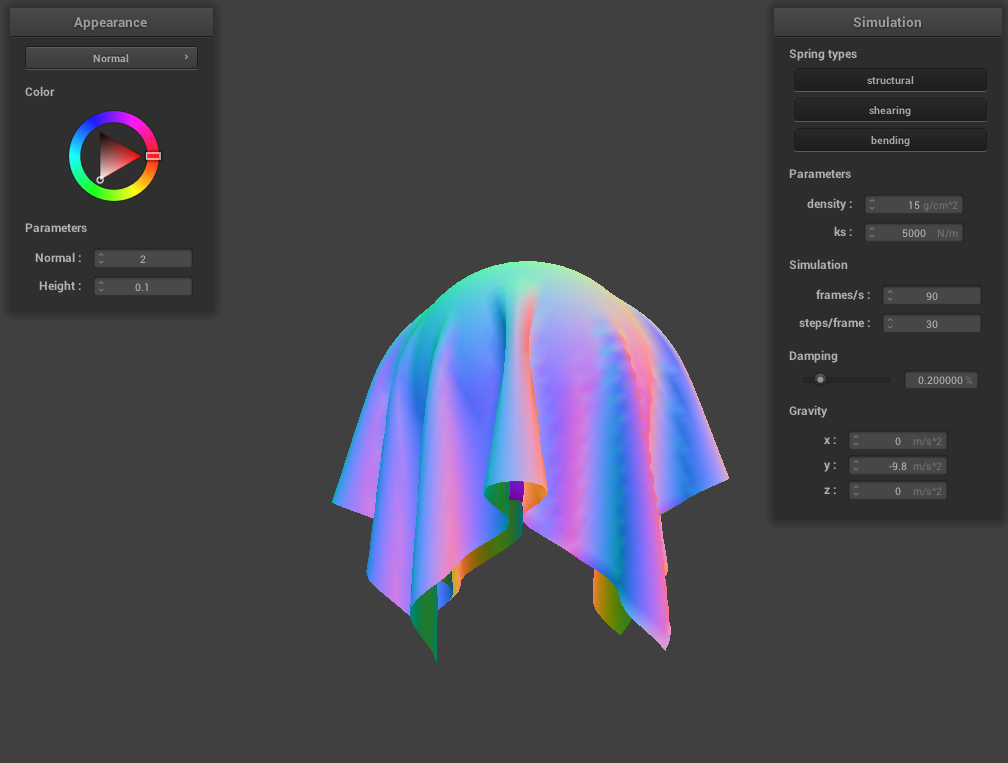 Appearance
Normal
Color
Parameters
Normal : 2
Height : 0.1
Simulation
Spring types
structural
shearing
bending
Parameters
density : 15 g/cm^2
ks : 5000 N/m
Simulation
frames/s : 90
steps/frame : 30
Damping
0.200000 %
Gravity
x : 0 m/s^2
y : -9.8 m/s^2
z : 0 m/s^2